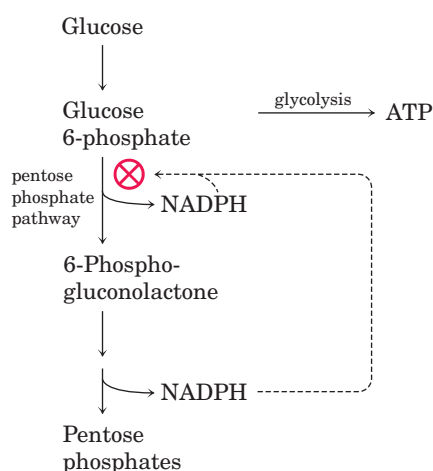 Glucose
Glucose
6-phosphate
glycolysis
ATP
pentose
phosphate
pathway
NADPH
6-Phospho-
gluconolactone
NADPH
Pentose
phosphates